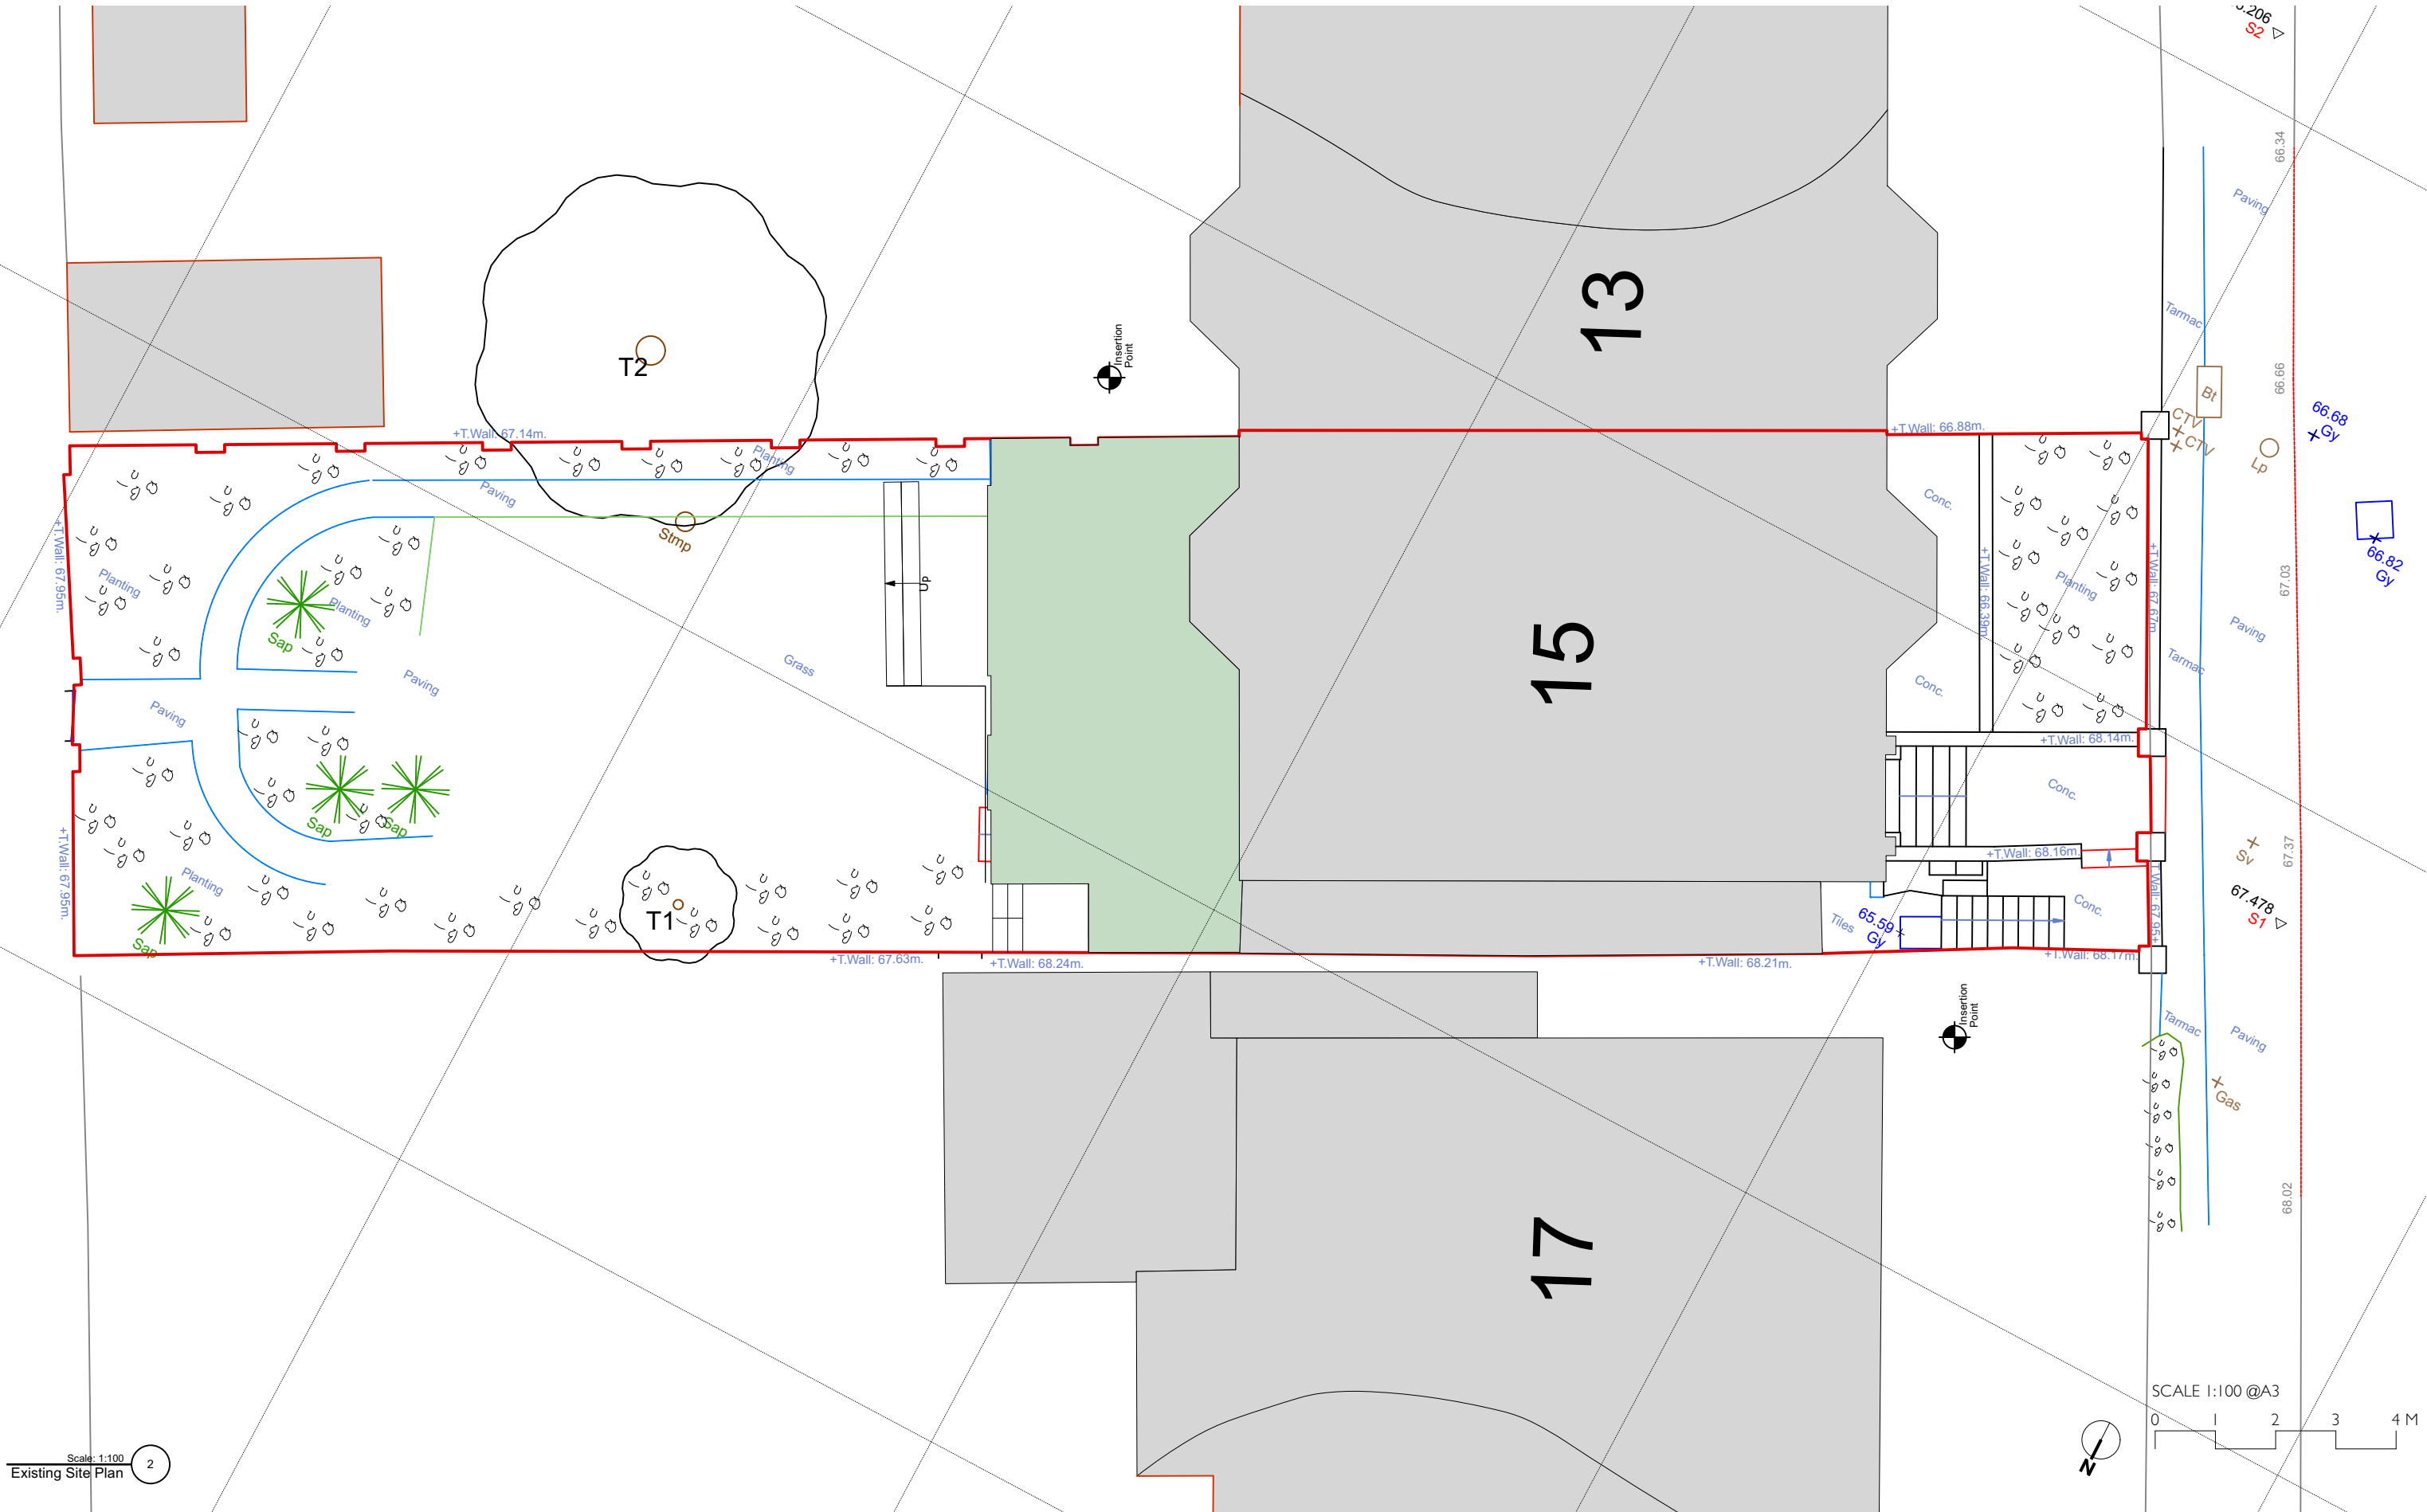 S2
66.34
Paving
13
Tarmac
Insertion
Point
T2
66.66
Bt
CTV
CTV
66.68
Gy
Lp
+T.Wall: 67.14m.
+T.Wall: 66.88m.
Planting
Paving
Conc.
Stmp
+T.Wall: 67.95m.
Planting
Planting
Sap
UP
Grass
15
+T.Wall: 66.39m.
Planting
+T.Wall: 67.67m.
66.82
Gy
67.03
Paving
Tarmac
Paving
Conc.
Paving
+T.Wall: 68.14m.
Conc.
Sap
Sap
+T.Wall: 67.95m.
Planting
Sap
T1
+T.Wall: 68.16m.
Sv
67.37
67.478
S1
Tiles
65.59
Gy
Conc.
T.Wall: 67.95
+T.Wall: 67.63m.
+T.Wall: 68.24m.
+T.Wall: 68.21m.
+T.Wall: 68.17m.
Insertion
Point
Tarmac
Paving
Gas
68.02
17
SCALE 1:100 @A3
0 1 2 3 4 M
N
Scale: 1:100
Existing Site Plan
2